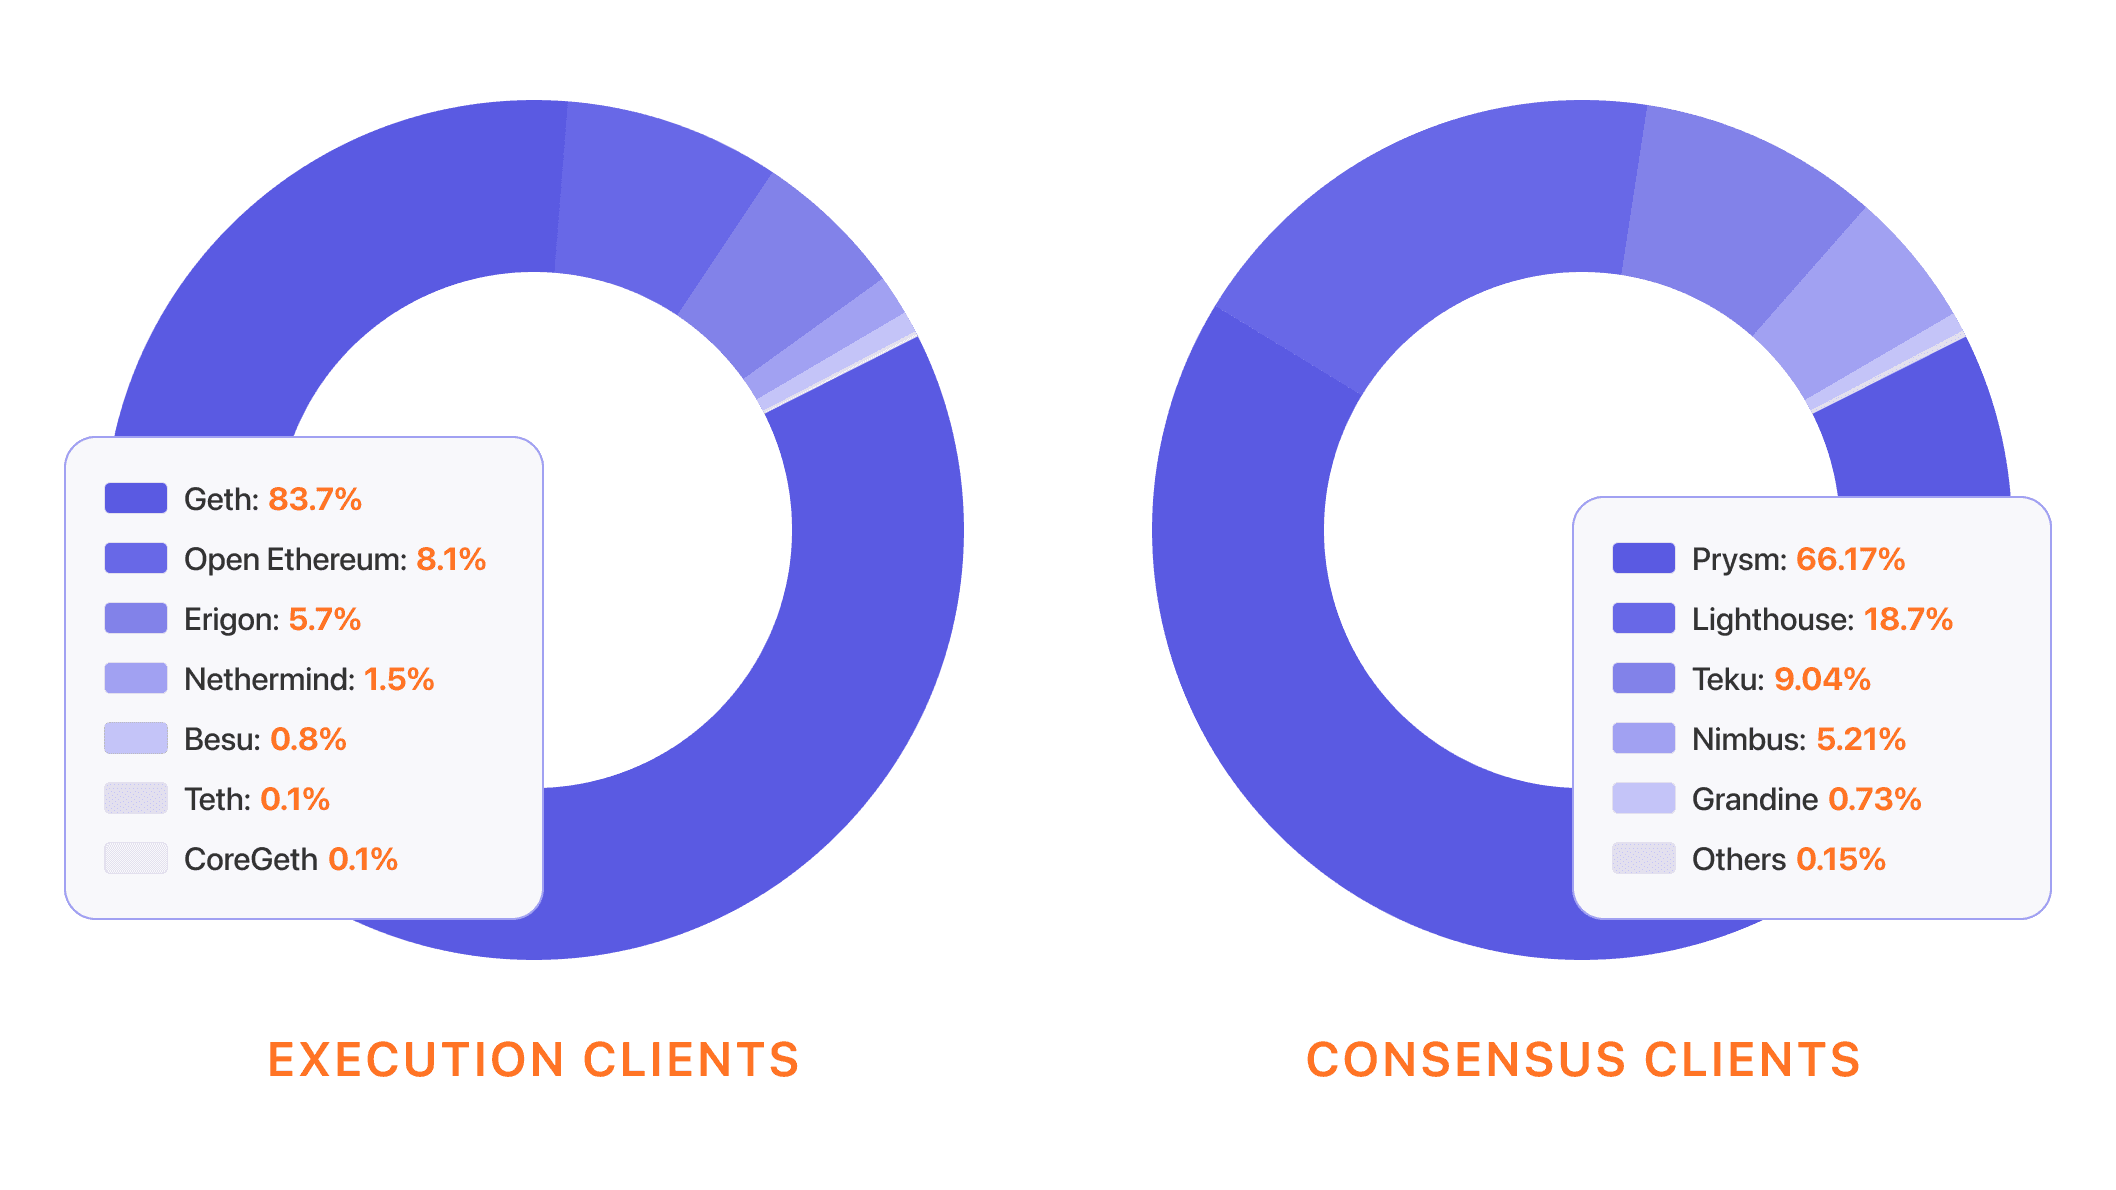 Geth: 83.7%
Open Ethereum: 8.1%
Erigon: 5.7%
Nethermind: 1.5%
Besu: 0.8%
Teth: 0.1%
CoreGeth 0.1%
EXECUTION CLIENTS
Prysm: 66.17%
Lighthouse: 18.7%
Teku: 9.04%
Nimbus: 5.21%
Grandine 0.73%
Others 0.15%
CONSENSUS CLIENTS